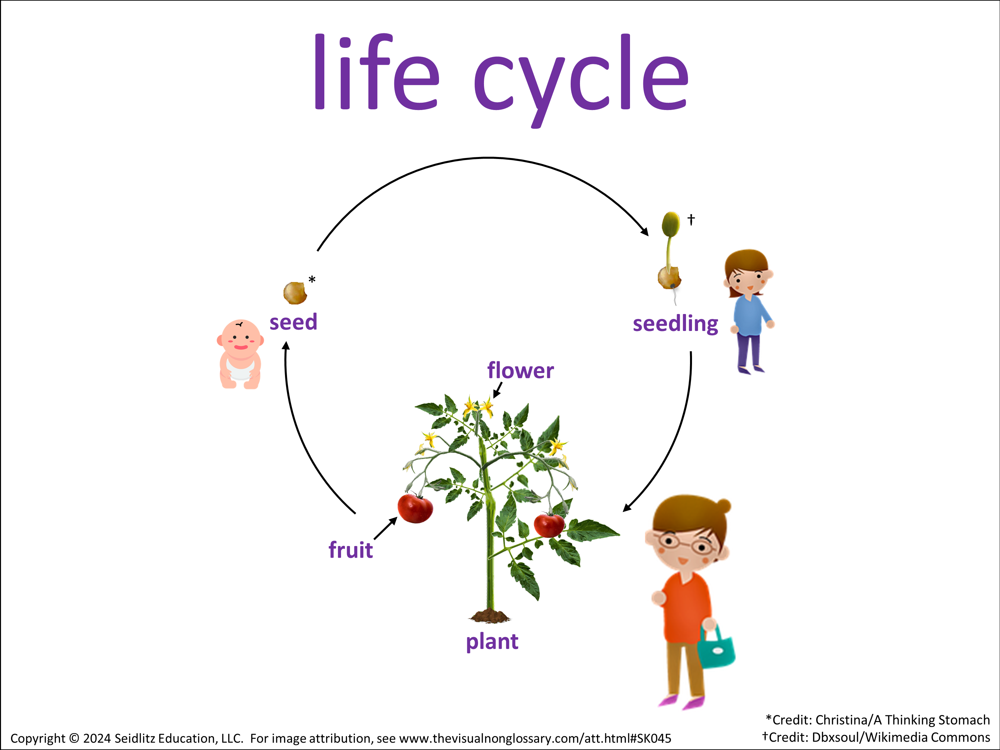 life cycle
†
*
seed
seedling
flower
fruit
plant
*Credit: Christina/A Thinking Stomach
Copyright © 2024 Seidlitz Education, LLC.  For image attribution, see www.thevisualnonglossary.com/att.html#SK045
†Credit: Dbxsoul/Wikimedia Commons